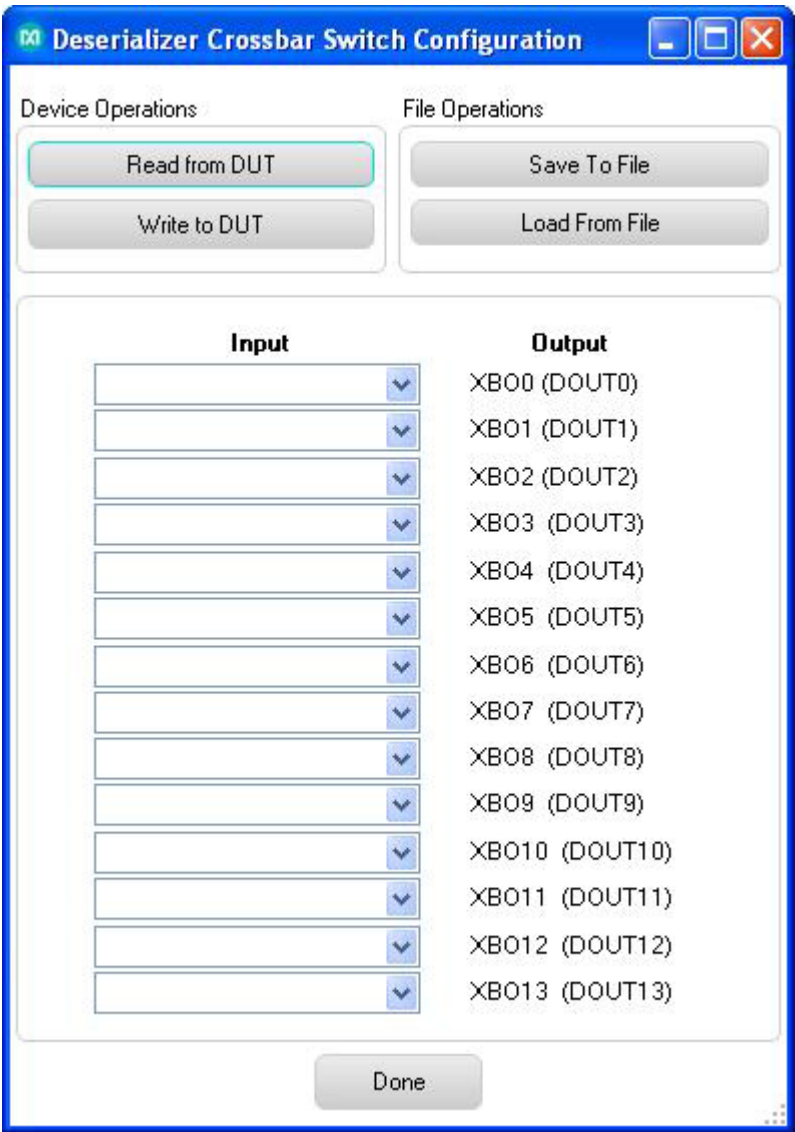 Deserializer Crossbar Switch Configuration
Device Operations
Read from DUT
Write to DUT
File Operations
Save To File
Load From File
Input Output
XBO0 (DOUT0)
XBO1 (DOUT1)
XBO2 (DOUT2)
XBO3 (DOUT3)
XBO4 (DOUT4)
XBO5 (DOUT5)
XBO6 (DOUT6)
XBO7 (DOUT7)
XBO8 (DOUT8)
XBO9 (DOUT9)
XBO10 (DOUT10)
XBO11 (DOUT11)
XBO12 (DOUT12)
XBO13 (DOUT13)
Done